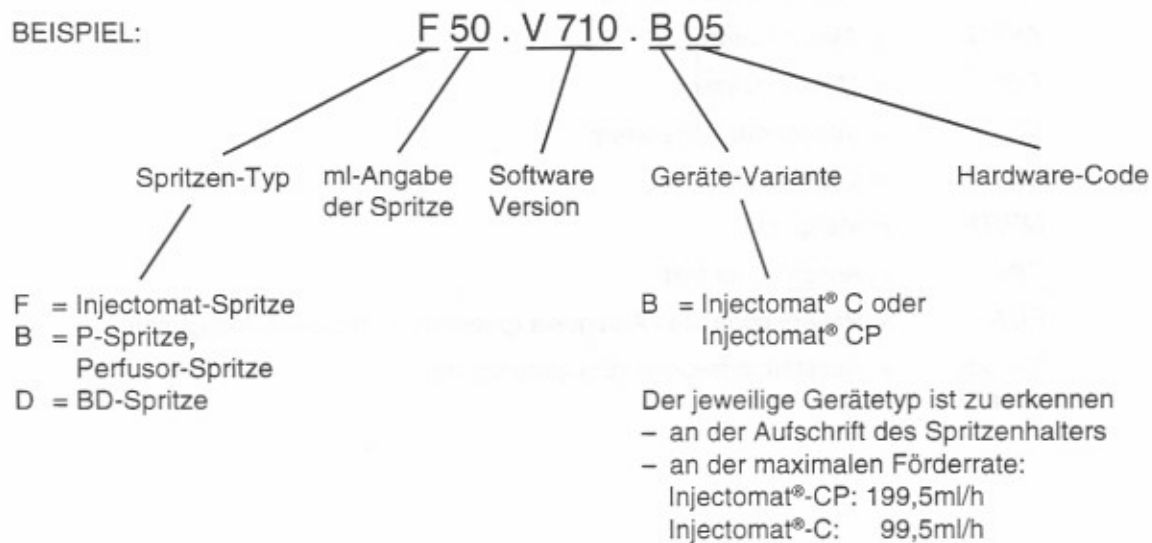 BEISPIEL: F 50 . V 710 . B 05
Spritzen-Typ ml-Angabe der Spritze Software Version Geräte-Variante Hardware-Code
F = Injectomat-Spritze
B = P-Spritze,
Perfusor-Spritze
D = BD-Spritze
B = Injectomat® C oder
Injectomat® CP
Der jeweilige Gerätetyp ist zu erkennen
– an der Aufschrift des Spritzenhalters
– an der maximalen Förderrate:
Injectomat®-CP: 199,5ml/h
Injectomat®-C: 99,5ml/h